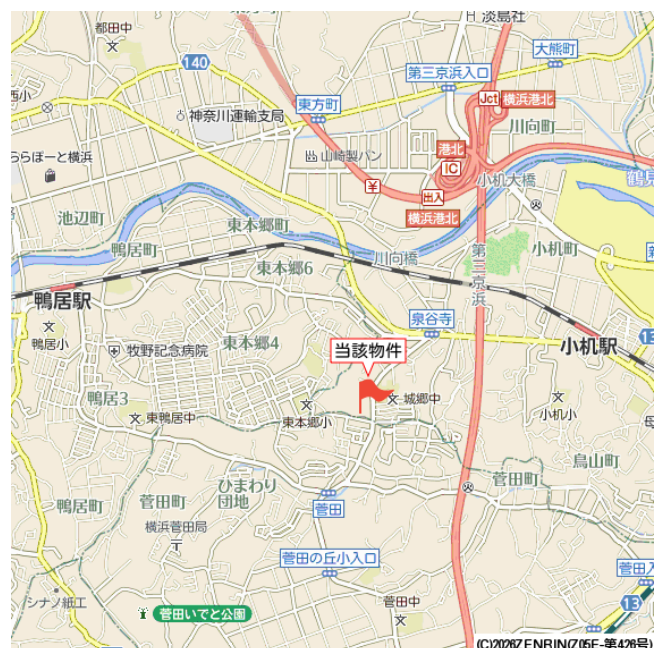 淡島社
都田中
140
第三京浜入口
大熊町
Jct
横浜港北
東方町
神奈川運輸支局
川向町
港北
IC
山崎製パン
ららぽーと横浜
¥
出入
小机大橋
横浜港北
池辺町
東本郷町
鴨居町
川向橋
第三京浜
小机町
東本郷6
鴨居駅
鴨居小
泉谷寺
小机駅
牧野記念病院
東本郷4
当該物件
鴨居3
城郷中
東鴨居中
東本郷小
小机小
鳥山町
ひまわり
団地
菅田町
菅田町
鴨居町
菅田
横浜菅田局
菅田の丘小入口
シナノ紙工
菅田いでと公園
菅田中
13
(C)2026ZENRIN(Z05E-第426号)